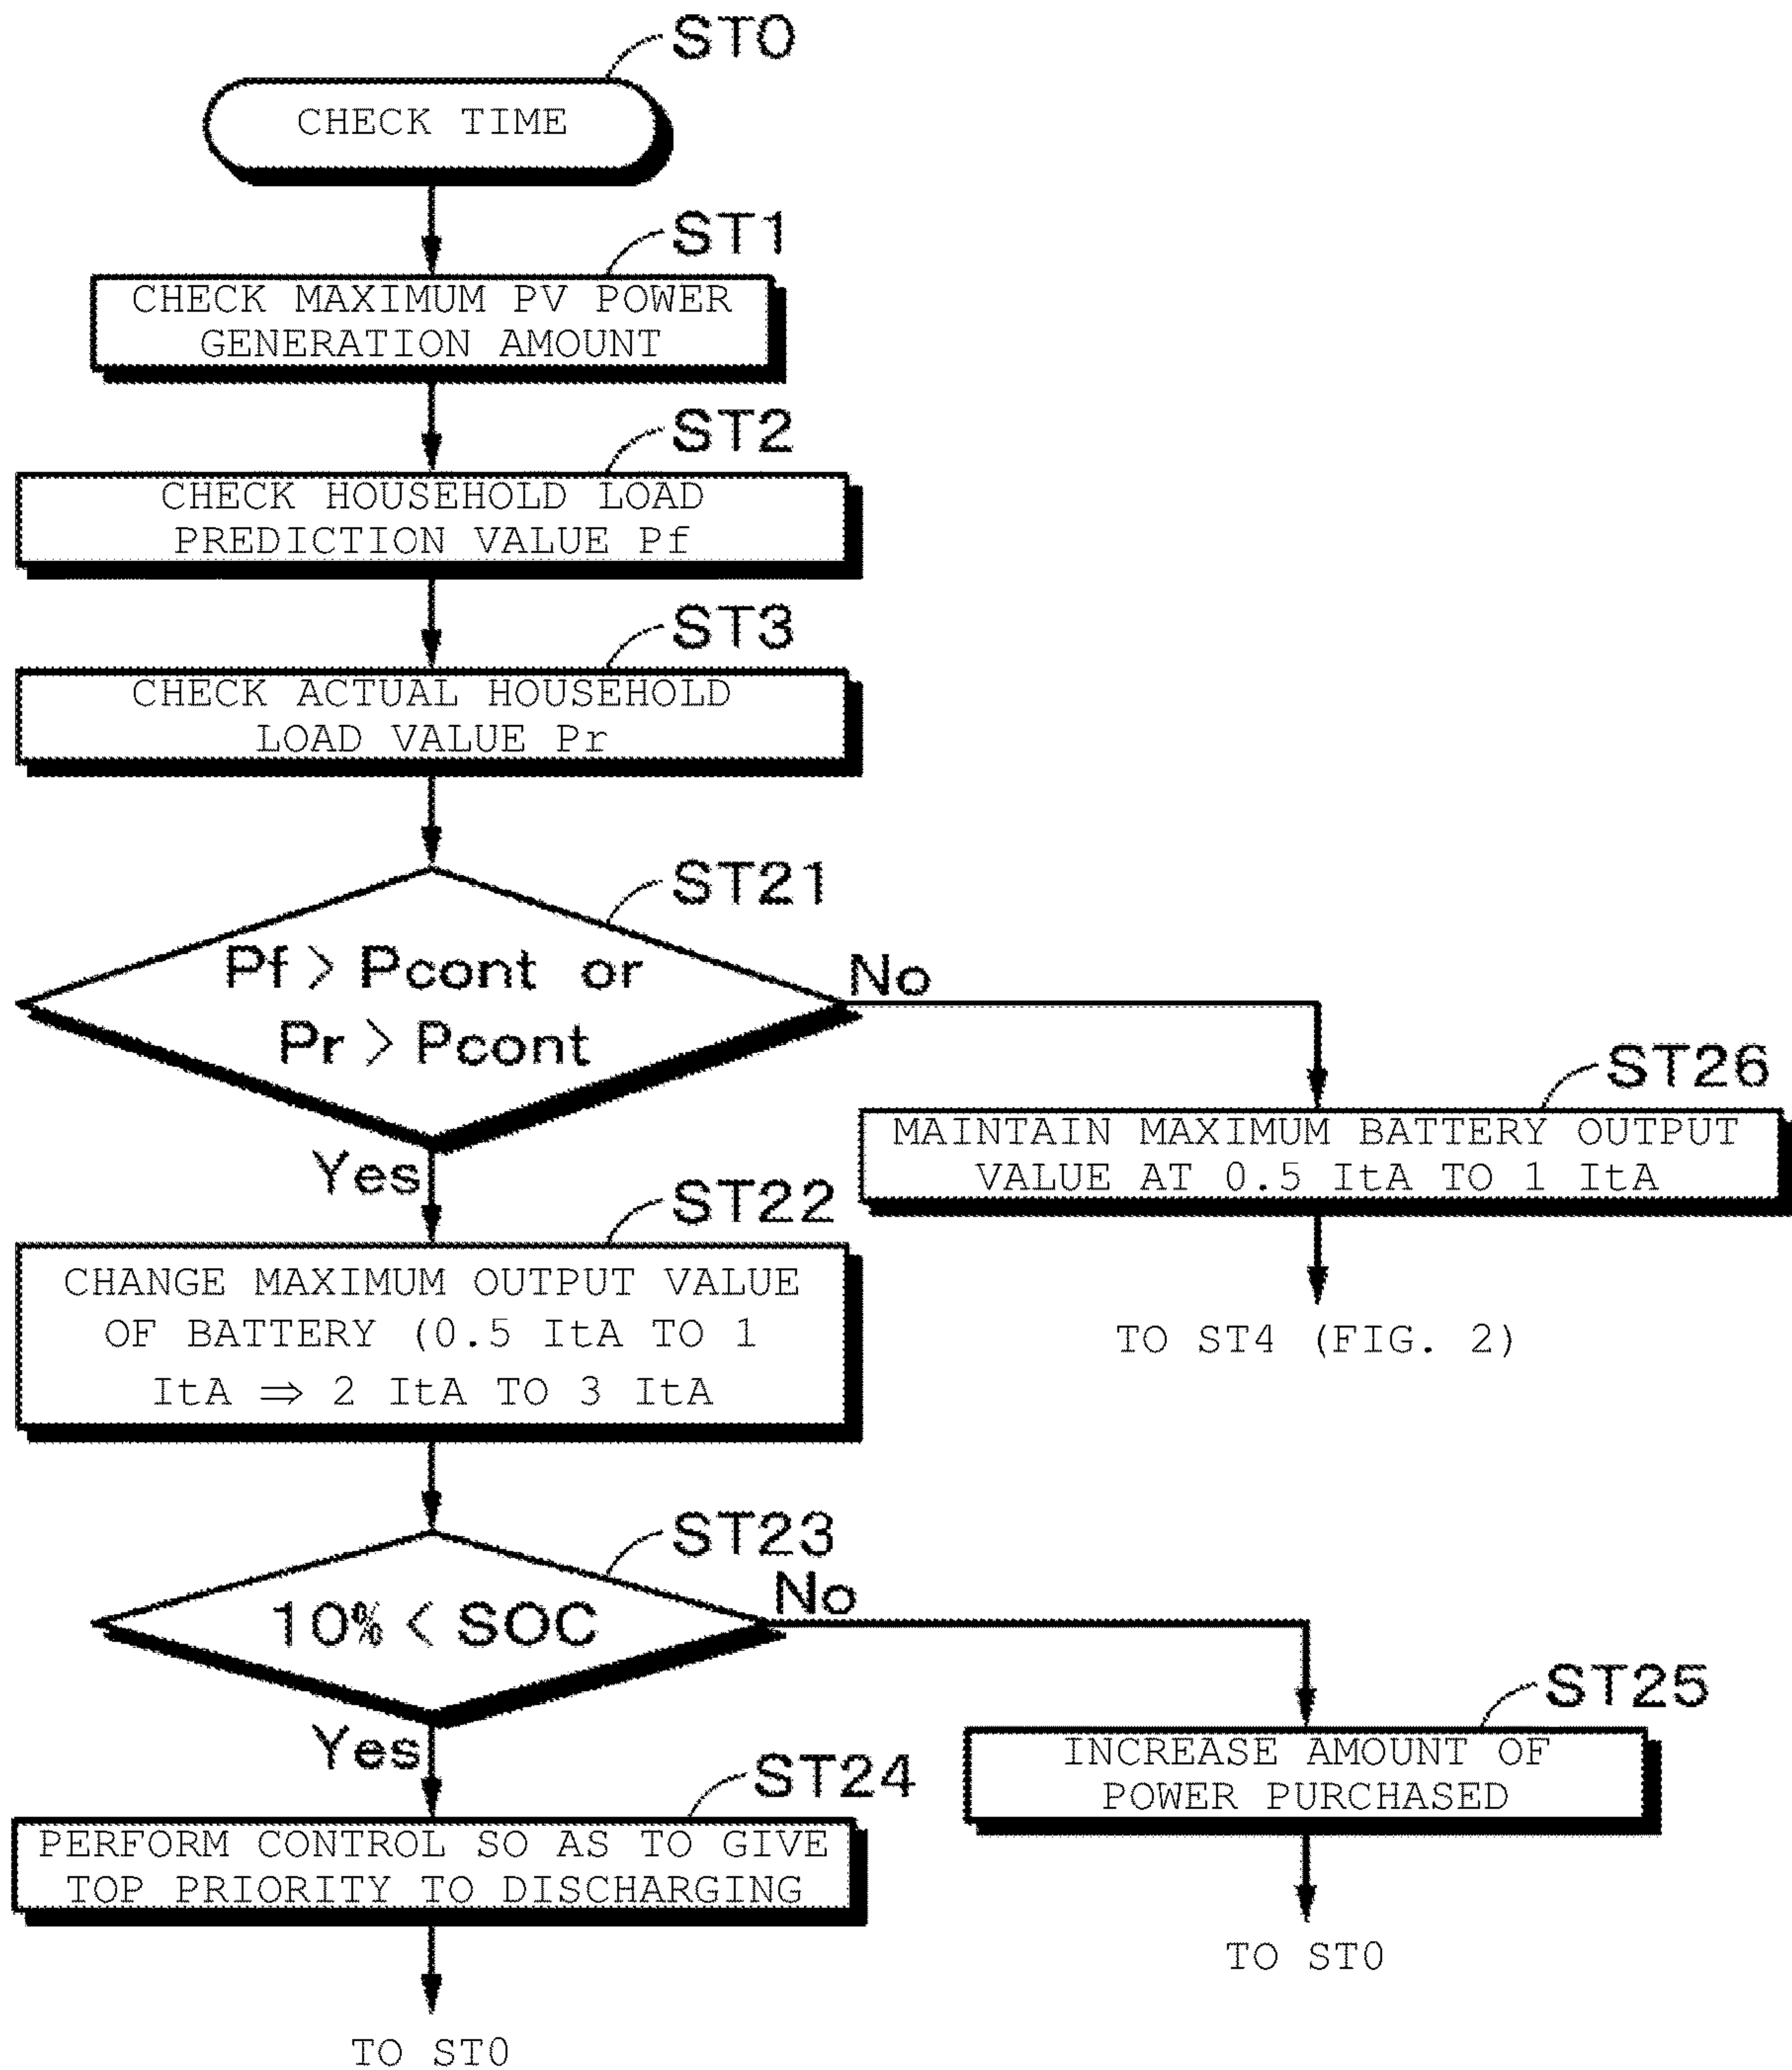 ST0
CHECK TIME
ST1
CHECK MAXIMUM PV POWER
GENERATION AMOUNT
ST2
CHECK HOUSEHOLD LOAD
PREDICTION VALUE Pf
ST3
CHECK ACTUAL HOUSEHOLD
LOAD VALUE Pr
ST21
Pf > Pcont or
Pr > Pcont
No
Yes
ST26
MAINTAIN MAXIMUM BATTERY OUTPUT
VALUE AT 0.5 ItA TO 1 ItA
TO ST4 (FIG. 2)
ST22
CHANGE MAXIMUM OUTPUT VALUE
OF BATTERY (0.5 ItA TO 1
ItA ⇒ 2 ItA TO 3 ItA
ST23
10% < SOC
No
Yes
ST25
INCREASE AMOUNT OF
POWER PURCHASED
TO ST0
ST24
PERFORM CONTROL SO AS TO GIVE
TOP PRIORITY TO DISCHARGING
TO ST0